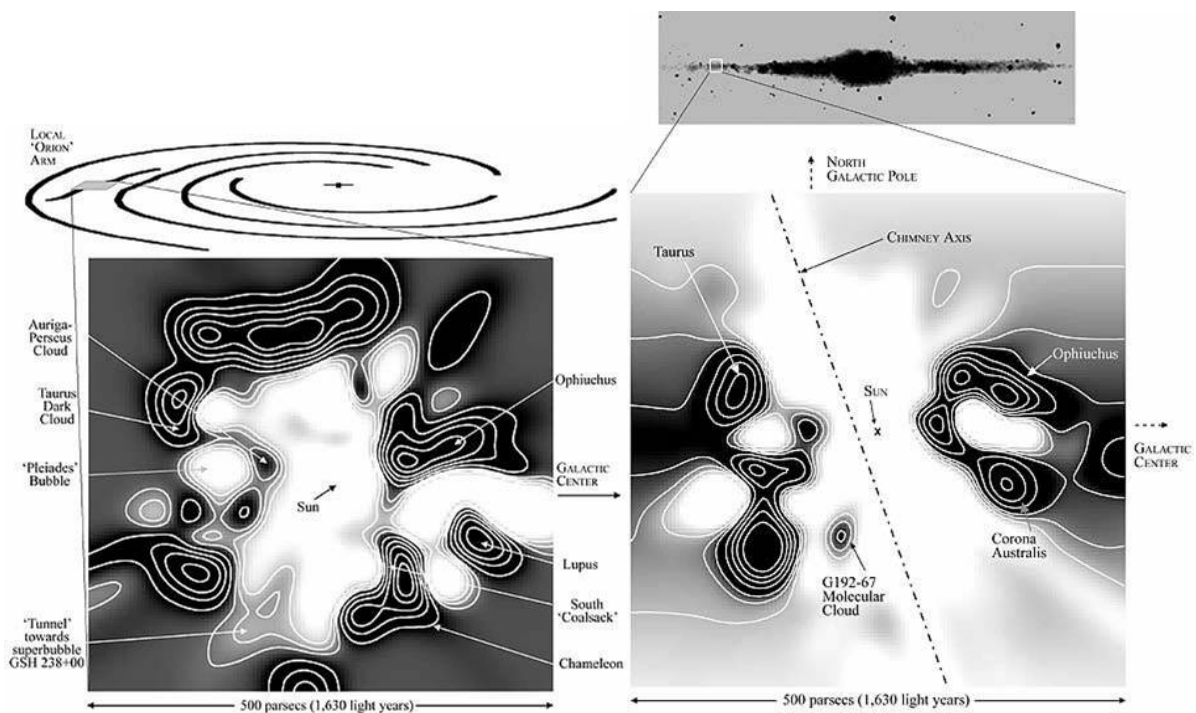 LOCAL
'ORION'
ARM
Auriga-
Perseus
Cloud
Taurus
Dark
Cloud
'Pleiades'
Bubble
'Tunnel'
towards
superbubble
GSH 238+00
Sun
Ophiuchus
GALACTIC
CENTER
Lupus
South
'Coalsack'
Chameleon
500 parsecs (1,630 light years)
NORTH
GALACTIC POLE
CHIMNEY AXIS
Taurus
Ophiuchus
SUN
x
GALACTIC
CENTER
Corona
Australis
G192-67
Molecular
Cloud
500 parsecs (1,630 light years)